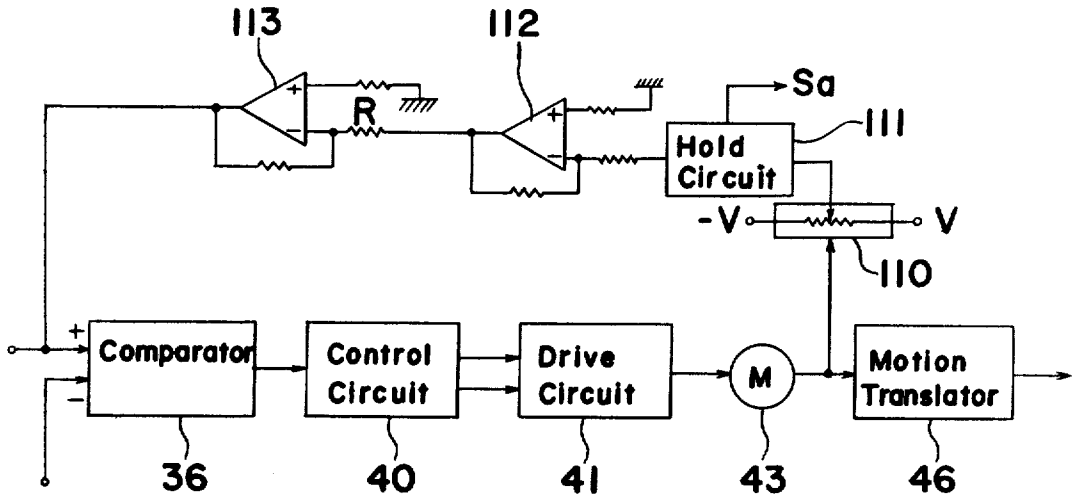 113
112
+
−
R
+
−
Sa
Hold
Circuit
111
-V
V
110
+
−
Comparator
Control
Circuit
Drive
Circuit
M
Motion
Translator
36
40
41
43
46